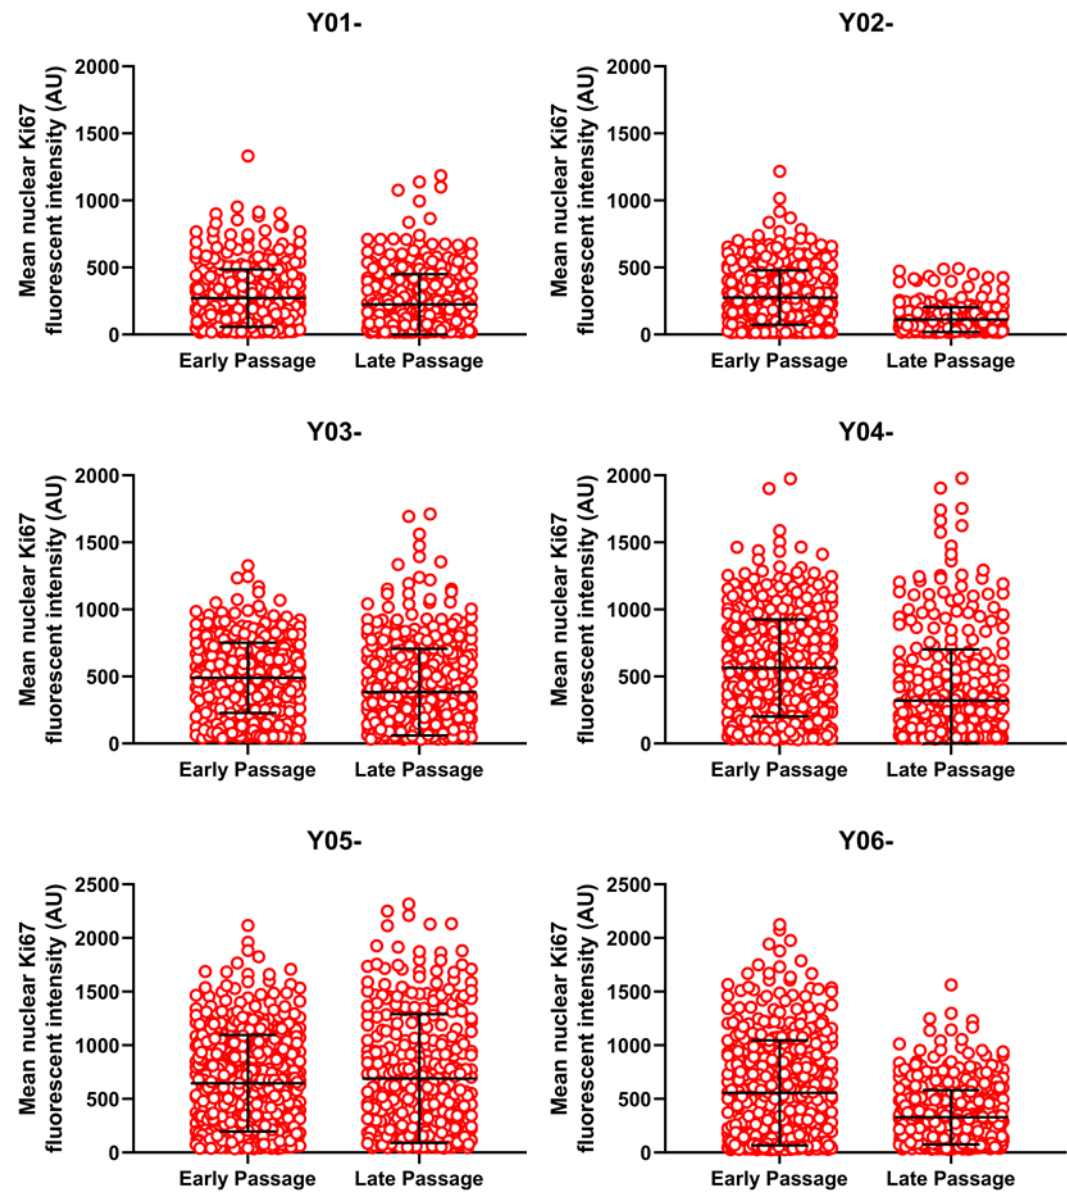 Y01-
Mean nuclear Ki67
fluorescent intensity (AU)
2000
1500
1000
500
0
Early Passage
Late Passage
Y02-
Mean nuclear Ki67
fluorescent intensity (AU)
2000
1500
1000
500
0
Early Passage
Late Passage
Y03-
Mean nuclear Ki67
fluorescent intensity (AU)
2000
1500
1000
500
0
Early Passage
Late Passage
Y04-
Mean nuclear Ki67
fluorescent intensity (AU)
2000
1500
1000
500
0
Early Passage
Late Passage
Y05-
Mean nuclear Ki67
fluorescent intensity (AU)
2500
2000
1500
1000
500
0
Early Passage
Late Passage
Y06-
Mean nuclear Ki67
fluorescent intensity (AU)
2500
2000
1500
1000
500
0
Early Passage
Late Passage